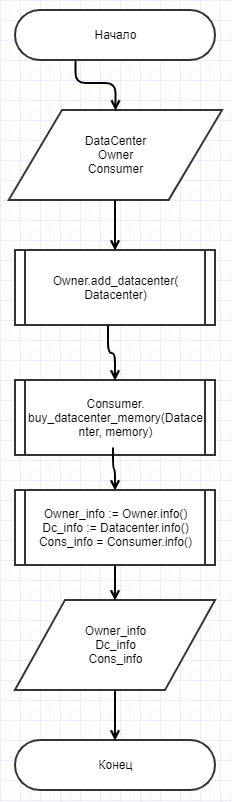 Начало
DataCenter
Owner
Consumer
Owner.add_datacenter(
Datacenter)
Consumer.
buy_datacenter_memory(Datace
nter, memory)
Owner_info := Owner.info()
Dc_info := Datacenter.info()
Cons_info = Consumer.info()
Owner_info
Dc_info
Cons_info
Конец